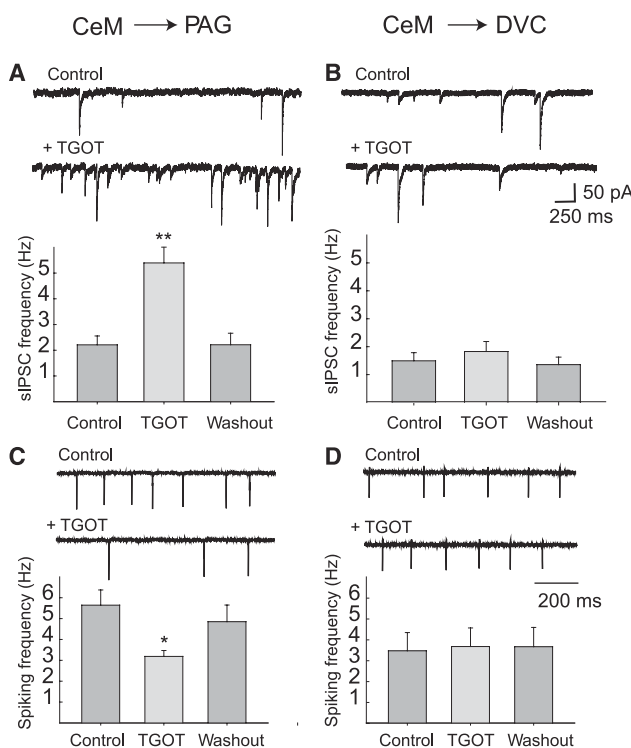 CeM → PAG
CeM → DVC
A
Control
+ TGOT
B
Control
+ TGOT
50 pA
250 ms
sIPSC frequency (Hz)
5
4
3
2
1
**
Control TGOT Washout
sIPSC frequency (Hz)
5
4
3
2
1
Control TGOT Washout
C
Control
+ TGOT
D
Control
+ TGOT
200 ms
Spiking frequency (Hz)
6
5
4
3
2
1
*
Control TGOT Washout
Spiking frequency (Hz)
6
5
4
3
2
1
Control TGOT Washout